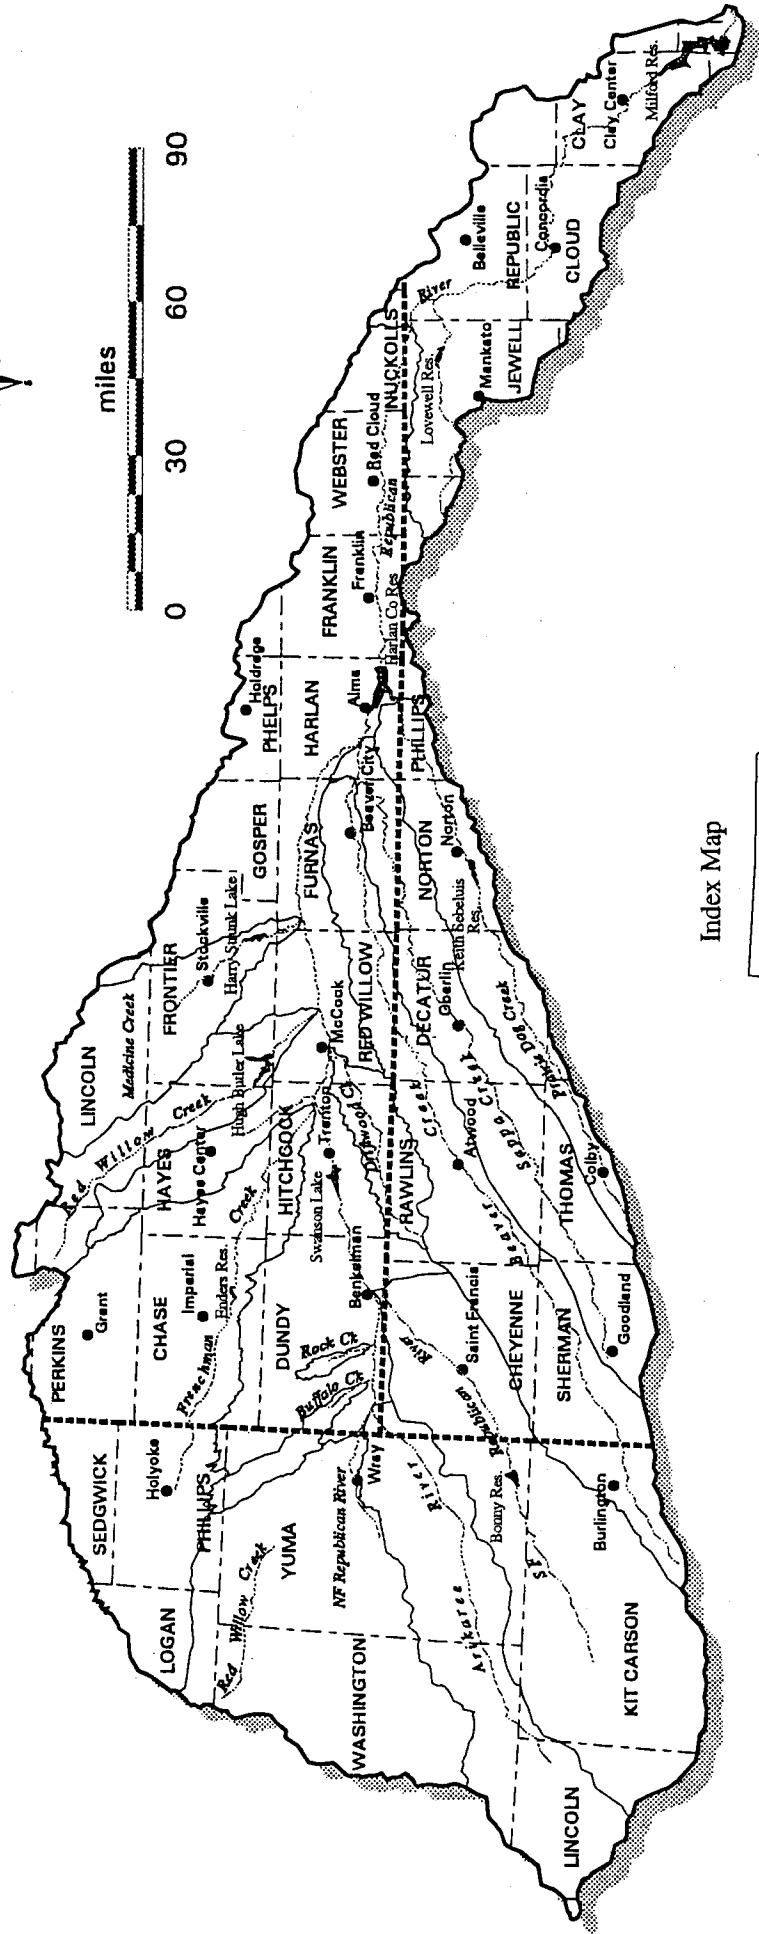 miles
0 30 60 90
SEDGWICK
LOGAN
Holyoke
PHILLIPS
Red Willow Creek
YUMA
WASHINGTON
NF Republican River
Wray
Arikaree River
Bonny Res.
SF Republican River
Burlington
KIT CARSON
LINCOLN
PERKINS
Grant
CHASE
Imperial
Enders Res.
Frenchman Creek
DUNDY
Rock Ck
Buffalo Ck
Benkelman
Saint Francis
CHEYENNE
SHERMAN
Goodland
LINCOLN
Medicine Creek
Red Willow Creek
HAYES
Hayes Center
Hugh Butler Lake
HITCHCOCK
Trenton
Swanson Lake
Driftwood Ck
RAWLINS
Atwood
Beaver Creek
Sappa Creek
THOMAS
Colby
Prairie Dog Creek
FRONTIER
Stockville
Harry Strunk Lake
McCook
RED WILLOW
DECATUR
Oberlin
Keith Sebelius
Res.
GOSPER
FURNAS
Beaver City
NORTON
Norton
Holdrege
PHELPS
HARLAN
Alma
Harlan Co Res
PHILLIPS
FRANKLIN
Franklin
WEBSTER
Red Cloud
Republican
River
NUCKOLLS
Lovewell Res.
Mankato
JEWELL
Belleville
REPUBLIC
Concordia
CLOUD
CLAY
Clay Center
Milford Res.
Index Map